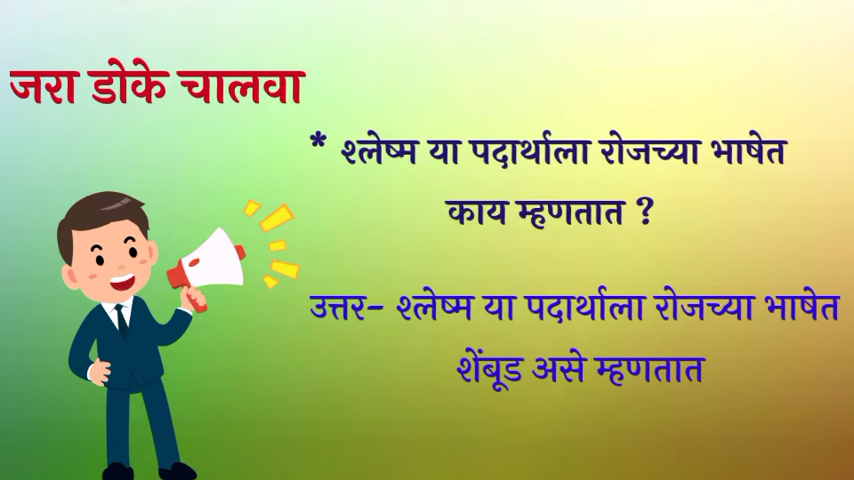 जरा डोके चालवा
* श्लेष्म या पदार्थाला रोजच्या भाषेत
काय म्हणतात ?
उत्तर- श्लेष्म या पदार्थाला रोजच्या भाषेत
शेंबूड असे म्हणतात